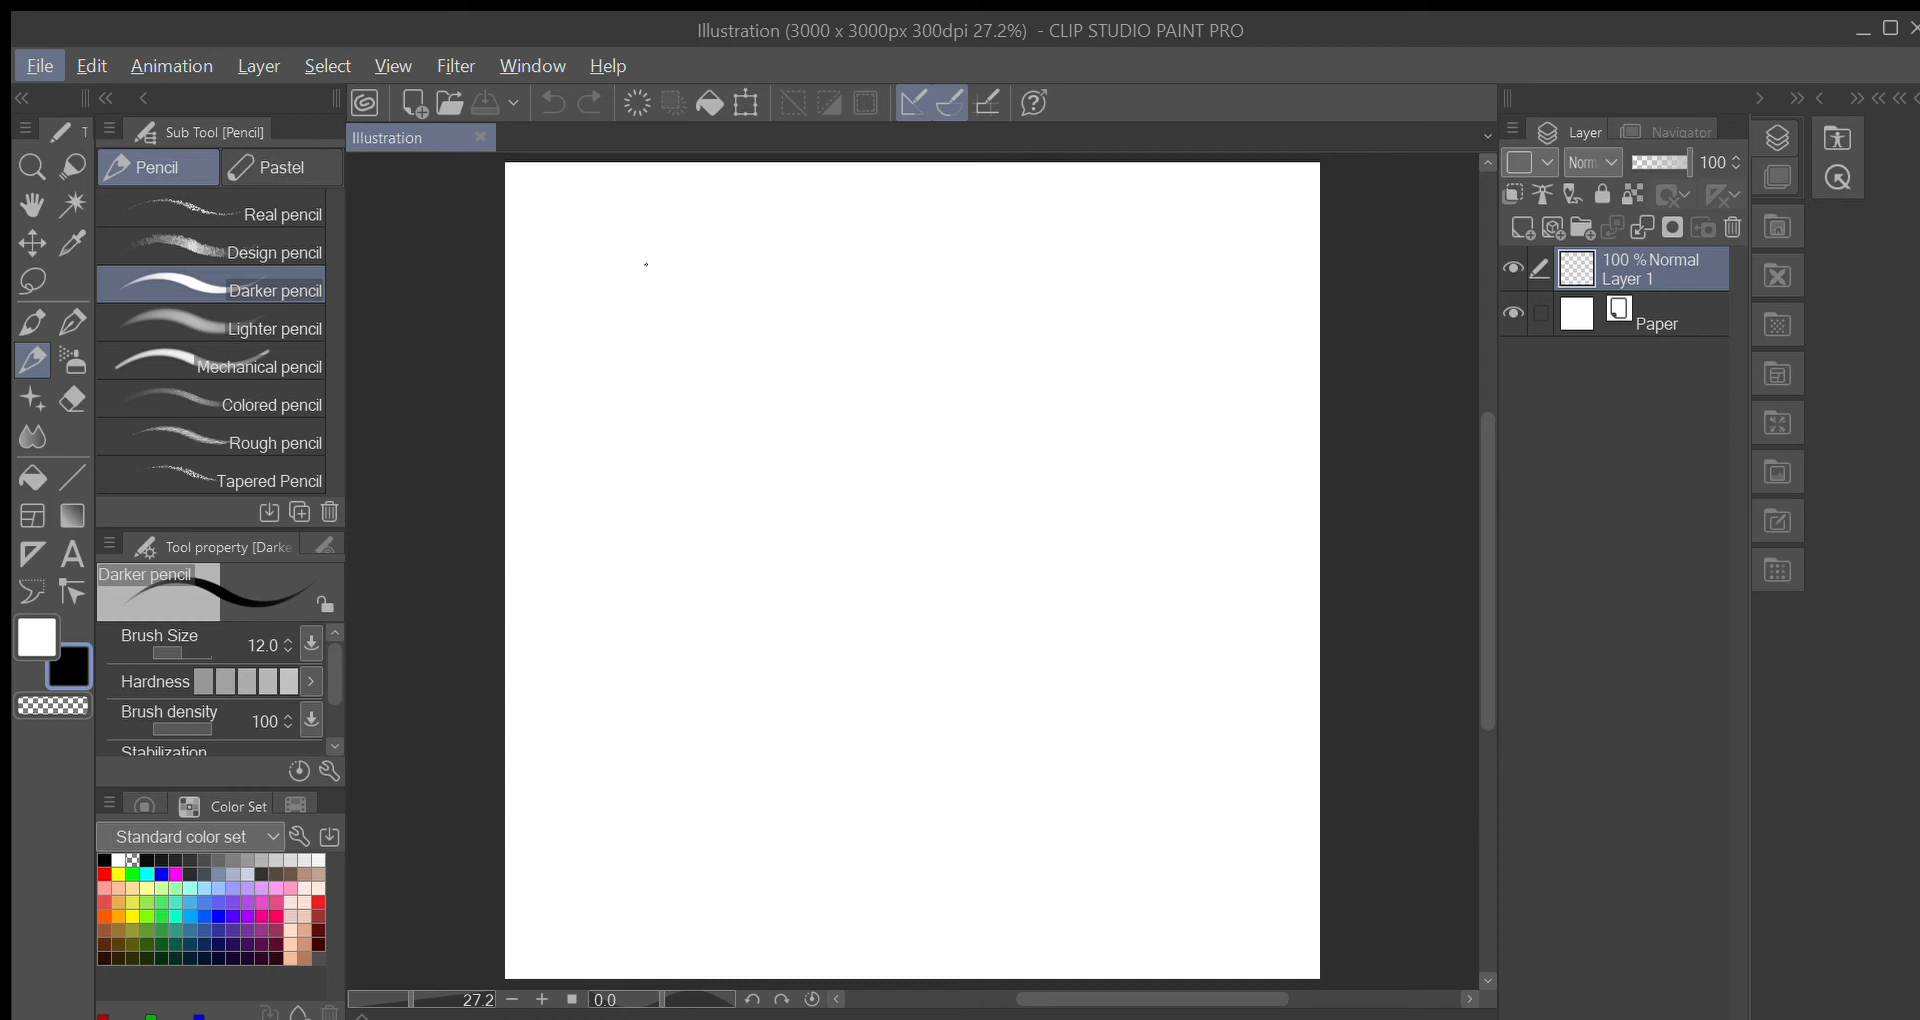 Illustration (3000 x 3000px 300dpi 27.2%) - CLIP STUDIO PAINT PRO
File Edit Animation Layer Select View Filter Window Help
T
Sub Tool [Pencil]
Illustration
Layer Navigator
Pencil Pastel
Norm 100
Real pencil
Design pencil
Darker pencil
Lighter pencil
Mechanical pencil
Colored pencil
Rough pencil
Tapered Pencil
100 % Normal
Layer 1
Paper
Tool property [Darke
Darker pencil
Brush Size 12.0
Hardness
Brush density 100
Stabilization
Color Set
Standard color set
27.2 0.0